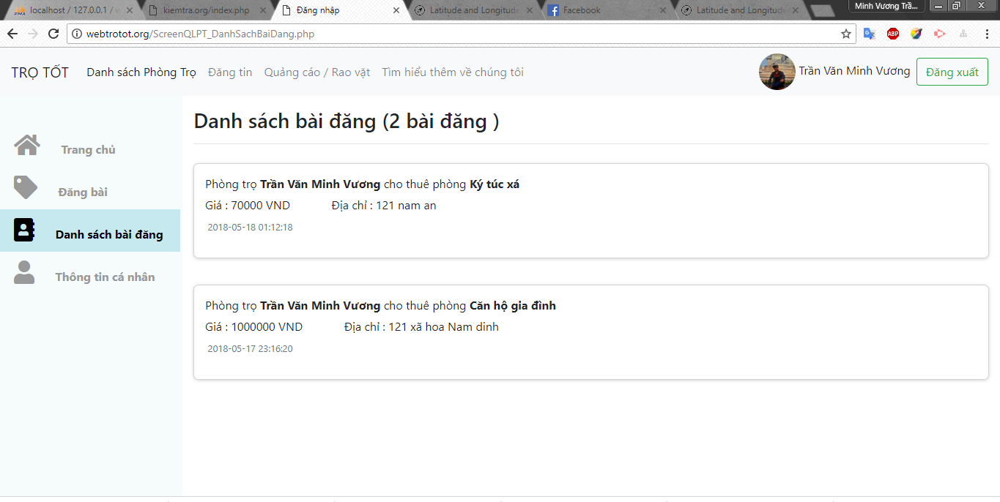 localhost / 127.0.0.1 /
kiemtra.org/index.php
Đăng nhập
Latitude and Longitud
Facebook
Latitude and Longitud
Minh Vương Trầ...
webtrotot.org/ScreenQLPT_DanhSachBaiDang.php
ABP
TRỌ TỐT
Danh sách Phòng Trọ
Đăng tin
Quảng cáo / Rao vặt
Tìm hiểu thêm về chúng tôi
Trần Văn Minh Vương
Đăng xuất
Trang chủ
Đăng bài
Danh sách bài đăng
Thông tin cá nhân
Danh sách bài đăng (2 bài đăng )
Phòng trọ Trần Văn Minh Vương cho thuê phòng Ký túc xá
Giá : 70000 VND Địa chỉ : 121 nam an
2018-05-18 01:12:18
Phòng trọ Trần Văn Minh Vương cho thuê phòng Căn hộ gia đình
Giá : 1000000 VND Địa chỉ : 121 xã hoa Nam dinh
2018-05-17 23:16:20